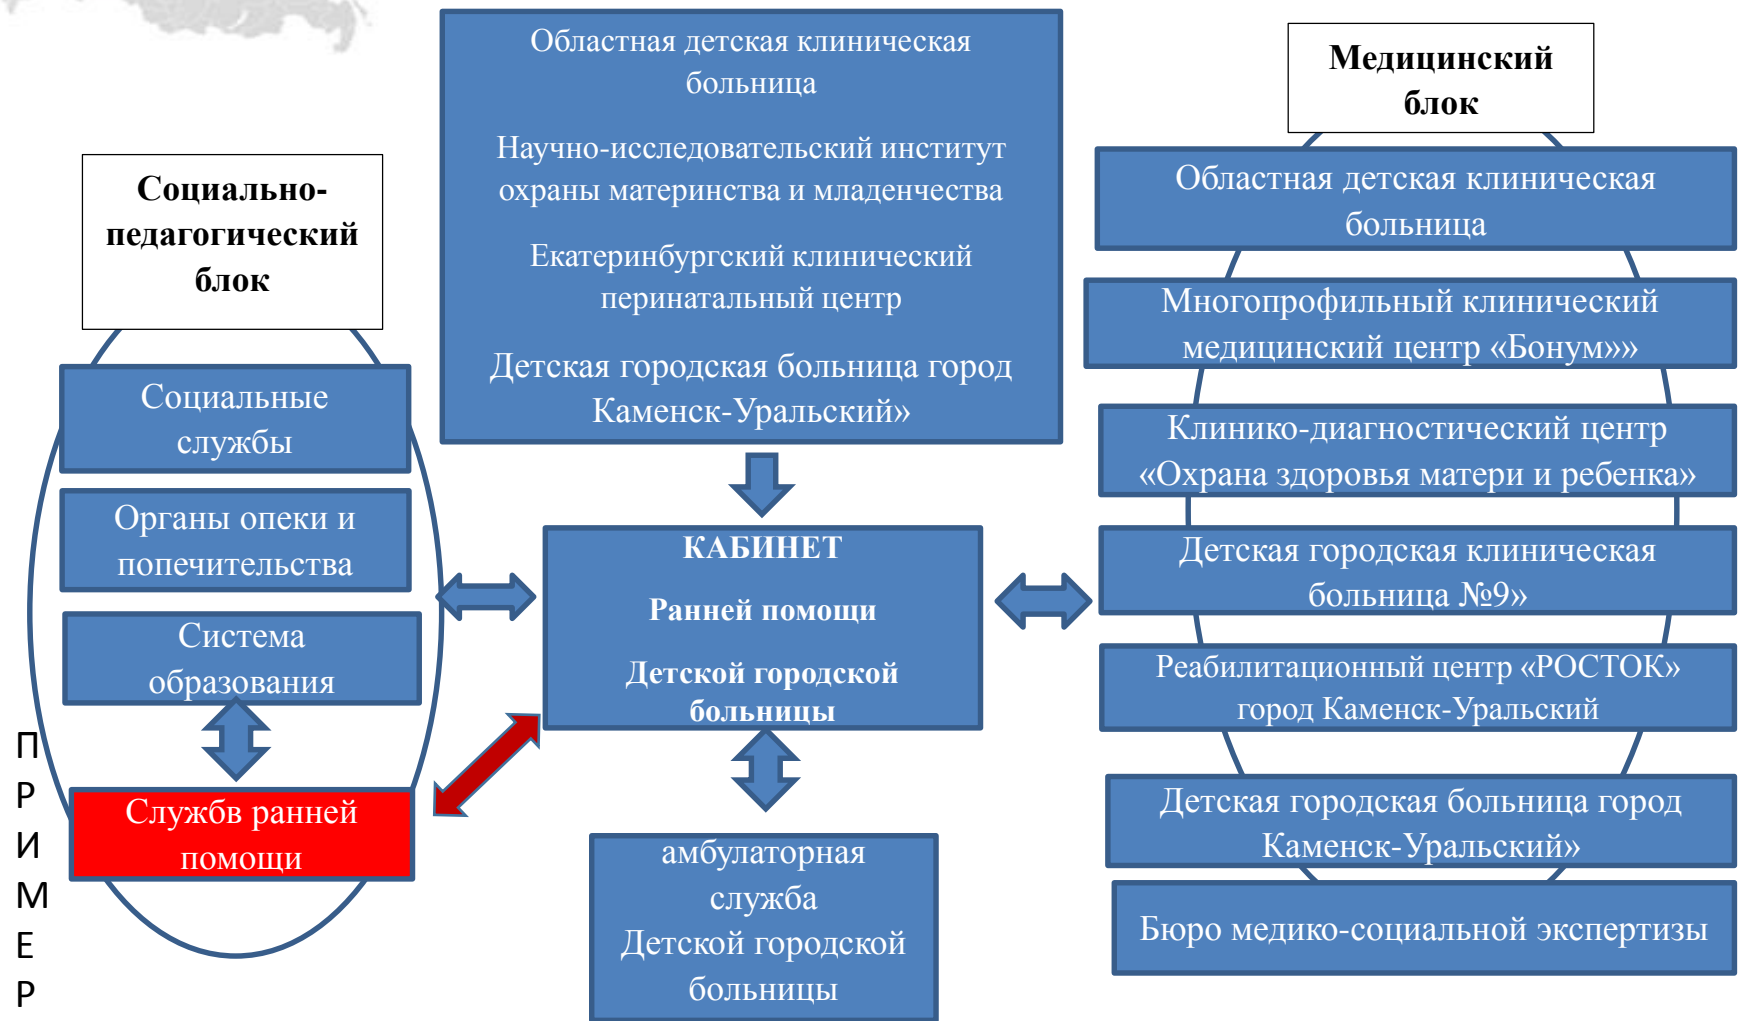 Социально-
педагогический
блок
Социальные
службы
Органы опеки и
попечительства
Система
образования
Службв ранней
помощи
П
Р
И
М
Е
Р
Областная детская клиническая
больница
Научно-исследовательский институт
охраны материнства и младенчества
Екатеринбургский клинический
перинатальный центр
Детская городская больница город
Каменск-Уральский»
КАБИНЕТ
Ранней помощи
Детской городской
больницы
амбулаторная
служба
Детской городской
больницы
Медицинский
блок
Областная детская клиническая
больница
Многопрофильный клинический
медицинский центр «Бонум»»
Клинико-диагностический центр
«Охрана здоровья матери и ребенка»
Детская городская клиническая
больница №9»
Реабилитационный центр «РОСТОК»
город Каменск-Уральский
Детская городская больница город
Каменск-Уральский»
Бюро медико-социальной экспертизы